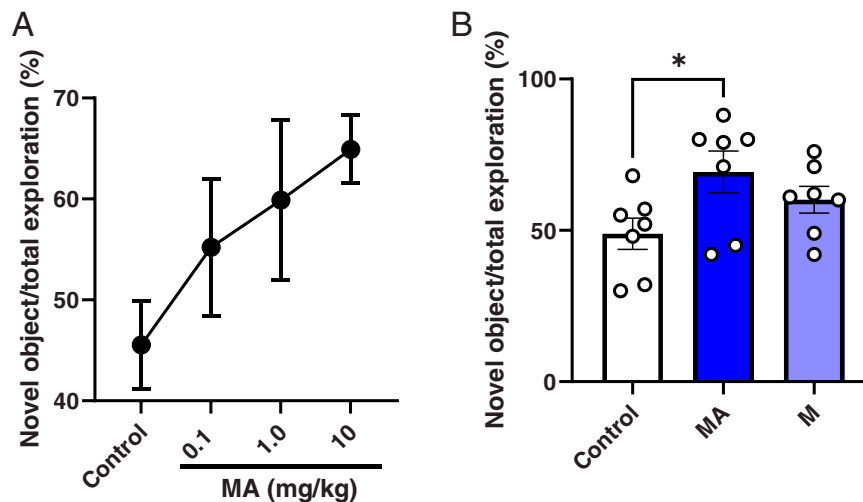 A
Novel object/total exploration (%)
70
60
50
40
Control
0.1
1.0
10
MA (mg/kg)
B
Novel object/total exploration (%)
100
50
0
*
Control
MA
M